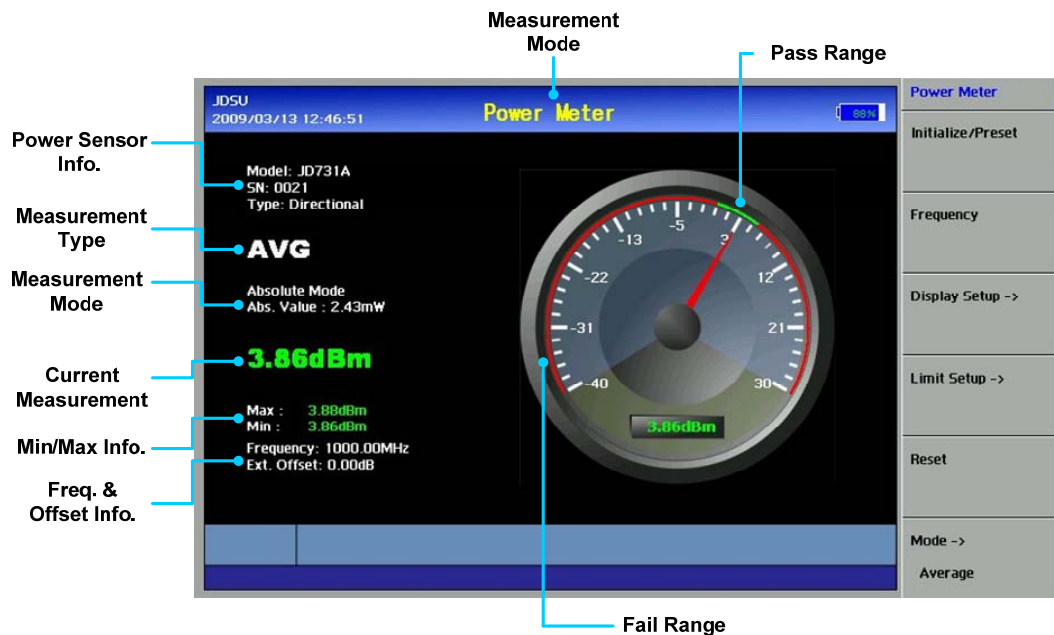 Measurement
Mode
Pass Range
JDSU
2009/03/13 12:46:51
Power Meter
88%
Power Meter
Initialize/Preset
Frequency
Display Setup ->
Limit Setup ->
Reset
Mode ->
Average
Power Sensor
Info.
Model: JD731A
SN: 0021
Type: Directional
Measurement
Type
AVG
Measurement
Mode
Absolute Mode
Abs. Value : 2.43mW
Current
Measurement
3.86dBm
Min/Max Info.
Max : 3.88dBm
Min : 3.86dBm
Freq. &
Offset Info.
Frequency: 1000.00MHz
Ext. Offset: 0.00dB
-40
-31
-22
-13
-5
3
12
21
30
3.86dBm
Fail Range